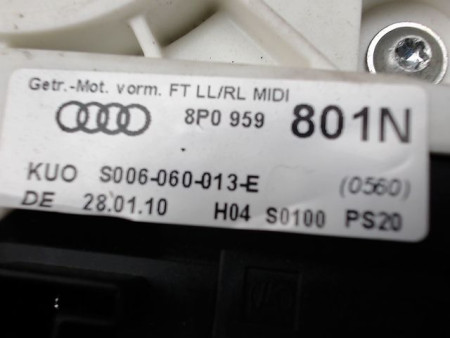 Getr.-Mot. vorm. FT LL/RL MIDI
8P0 959 801N
KUO S006-060-013-E (0560)
DE 28.01.10 H04 S0100 PS20